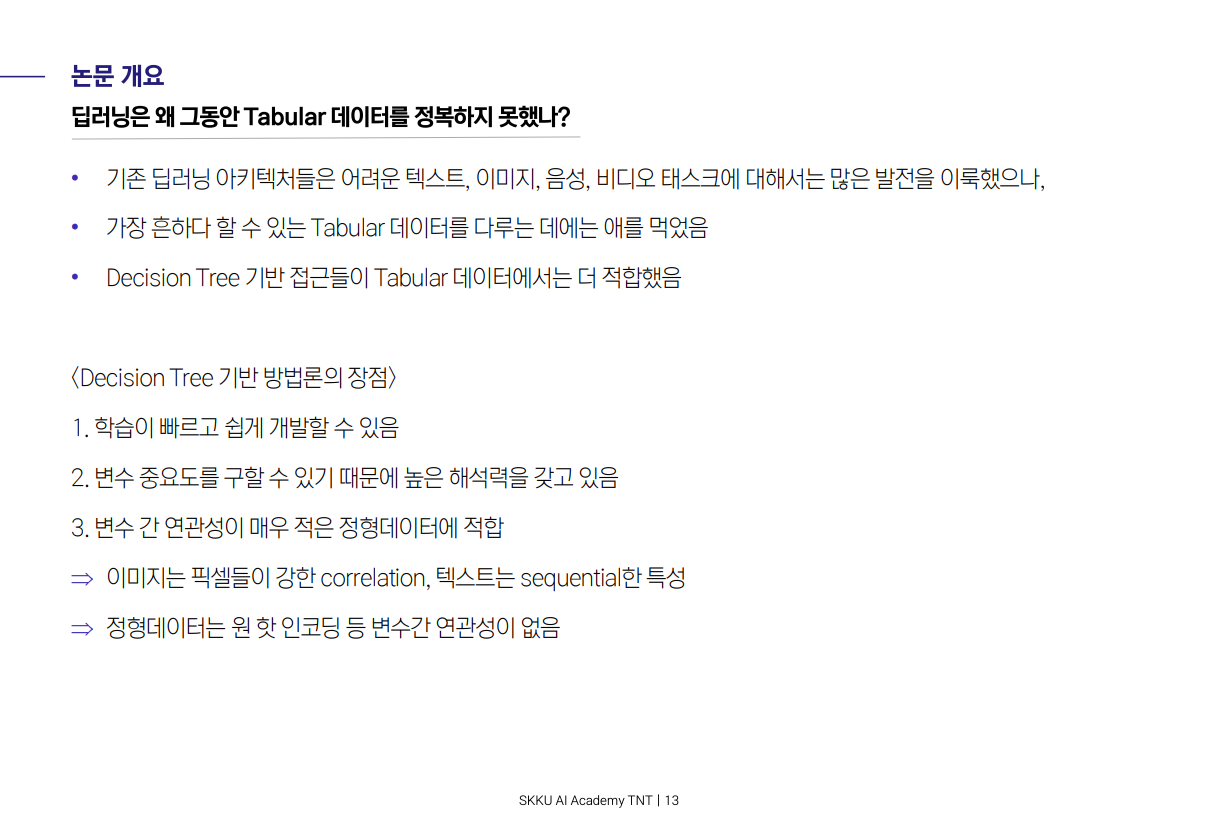 논문 개요
딥러닝은 왜 그동안 Tabular 데이터를 정복하지 못했나?
• 기존 딥러닝 아키텍처들은 어려운 텍스트, 이미지, 음성, 비디오 태스크에 대해서는 많은 발전을 이룩했으나,
• 가장 흔하다 할 수 있는 Tabular 데이터를 다루는 데에는 애를 먹었음
• Decision Tree 기반 접근들이 Tabular 데이터에서는 더 적합했음
〈Decision Tree 기반 방법론의 장점〉
1. 학습이 빠르고 쉽게 개발할 수 있음
2. 변수 중요도를 구할 수 있기 때문에 높은 해석력을 갖고 있음
3. 변수 간 연관성이 매우 적은 정형데이터에 적합
⇒ 이미지는 픽셀들이 강한 correlation, 텍스트는 sequential한 특성
⇒ 정형데이터는 원 핫 인코딩 등 변수간 연관성이 없음
SKKU AI Academy TNT | 13